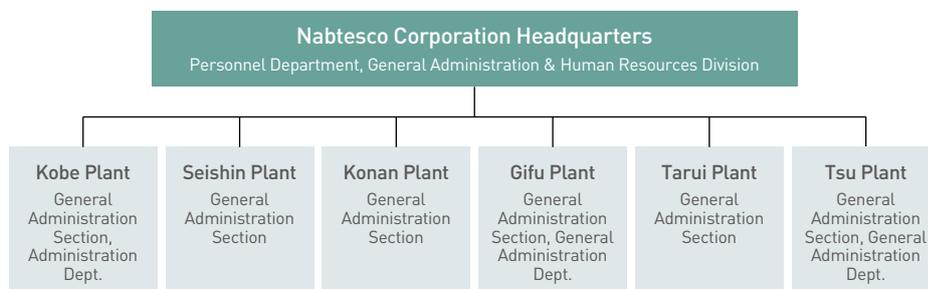 Nabtesco Corporation Headquarters
Personnel Department, General Administration & Human Resources Division
Kobe Plant
General
Administration
Section,
Administration
Dept.
Seishin Plant
General
Administration
Section
Konan Plant
General
Administration
Section
Gifu Plant
General
Administration
Section, General
Administration
Dept.
Tarui Plant
General
Administration
Section
Tsu Plant
General
Administration
Section, General
Administration
Dept.